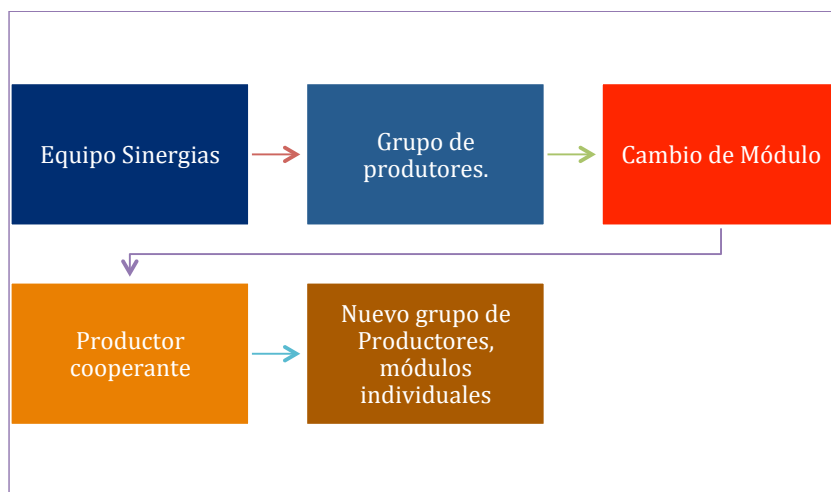 Equipo Sinergias
Grupo de
produtores.
Cambio de Módulo
Productor
cooperante
Nuevo grupo de
Productores,
módulos
individuales